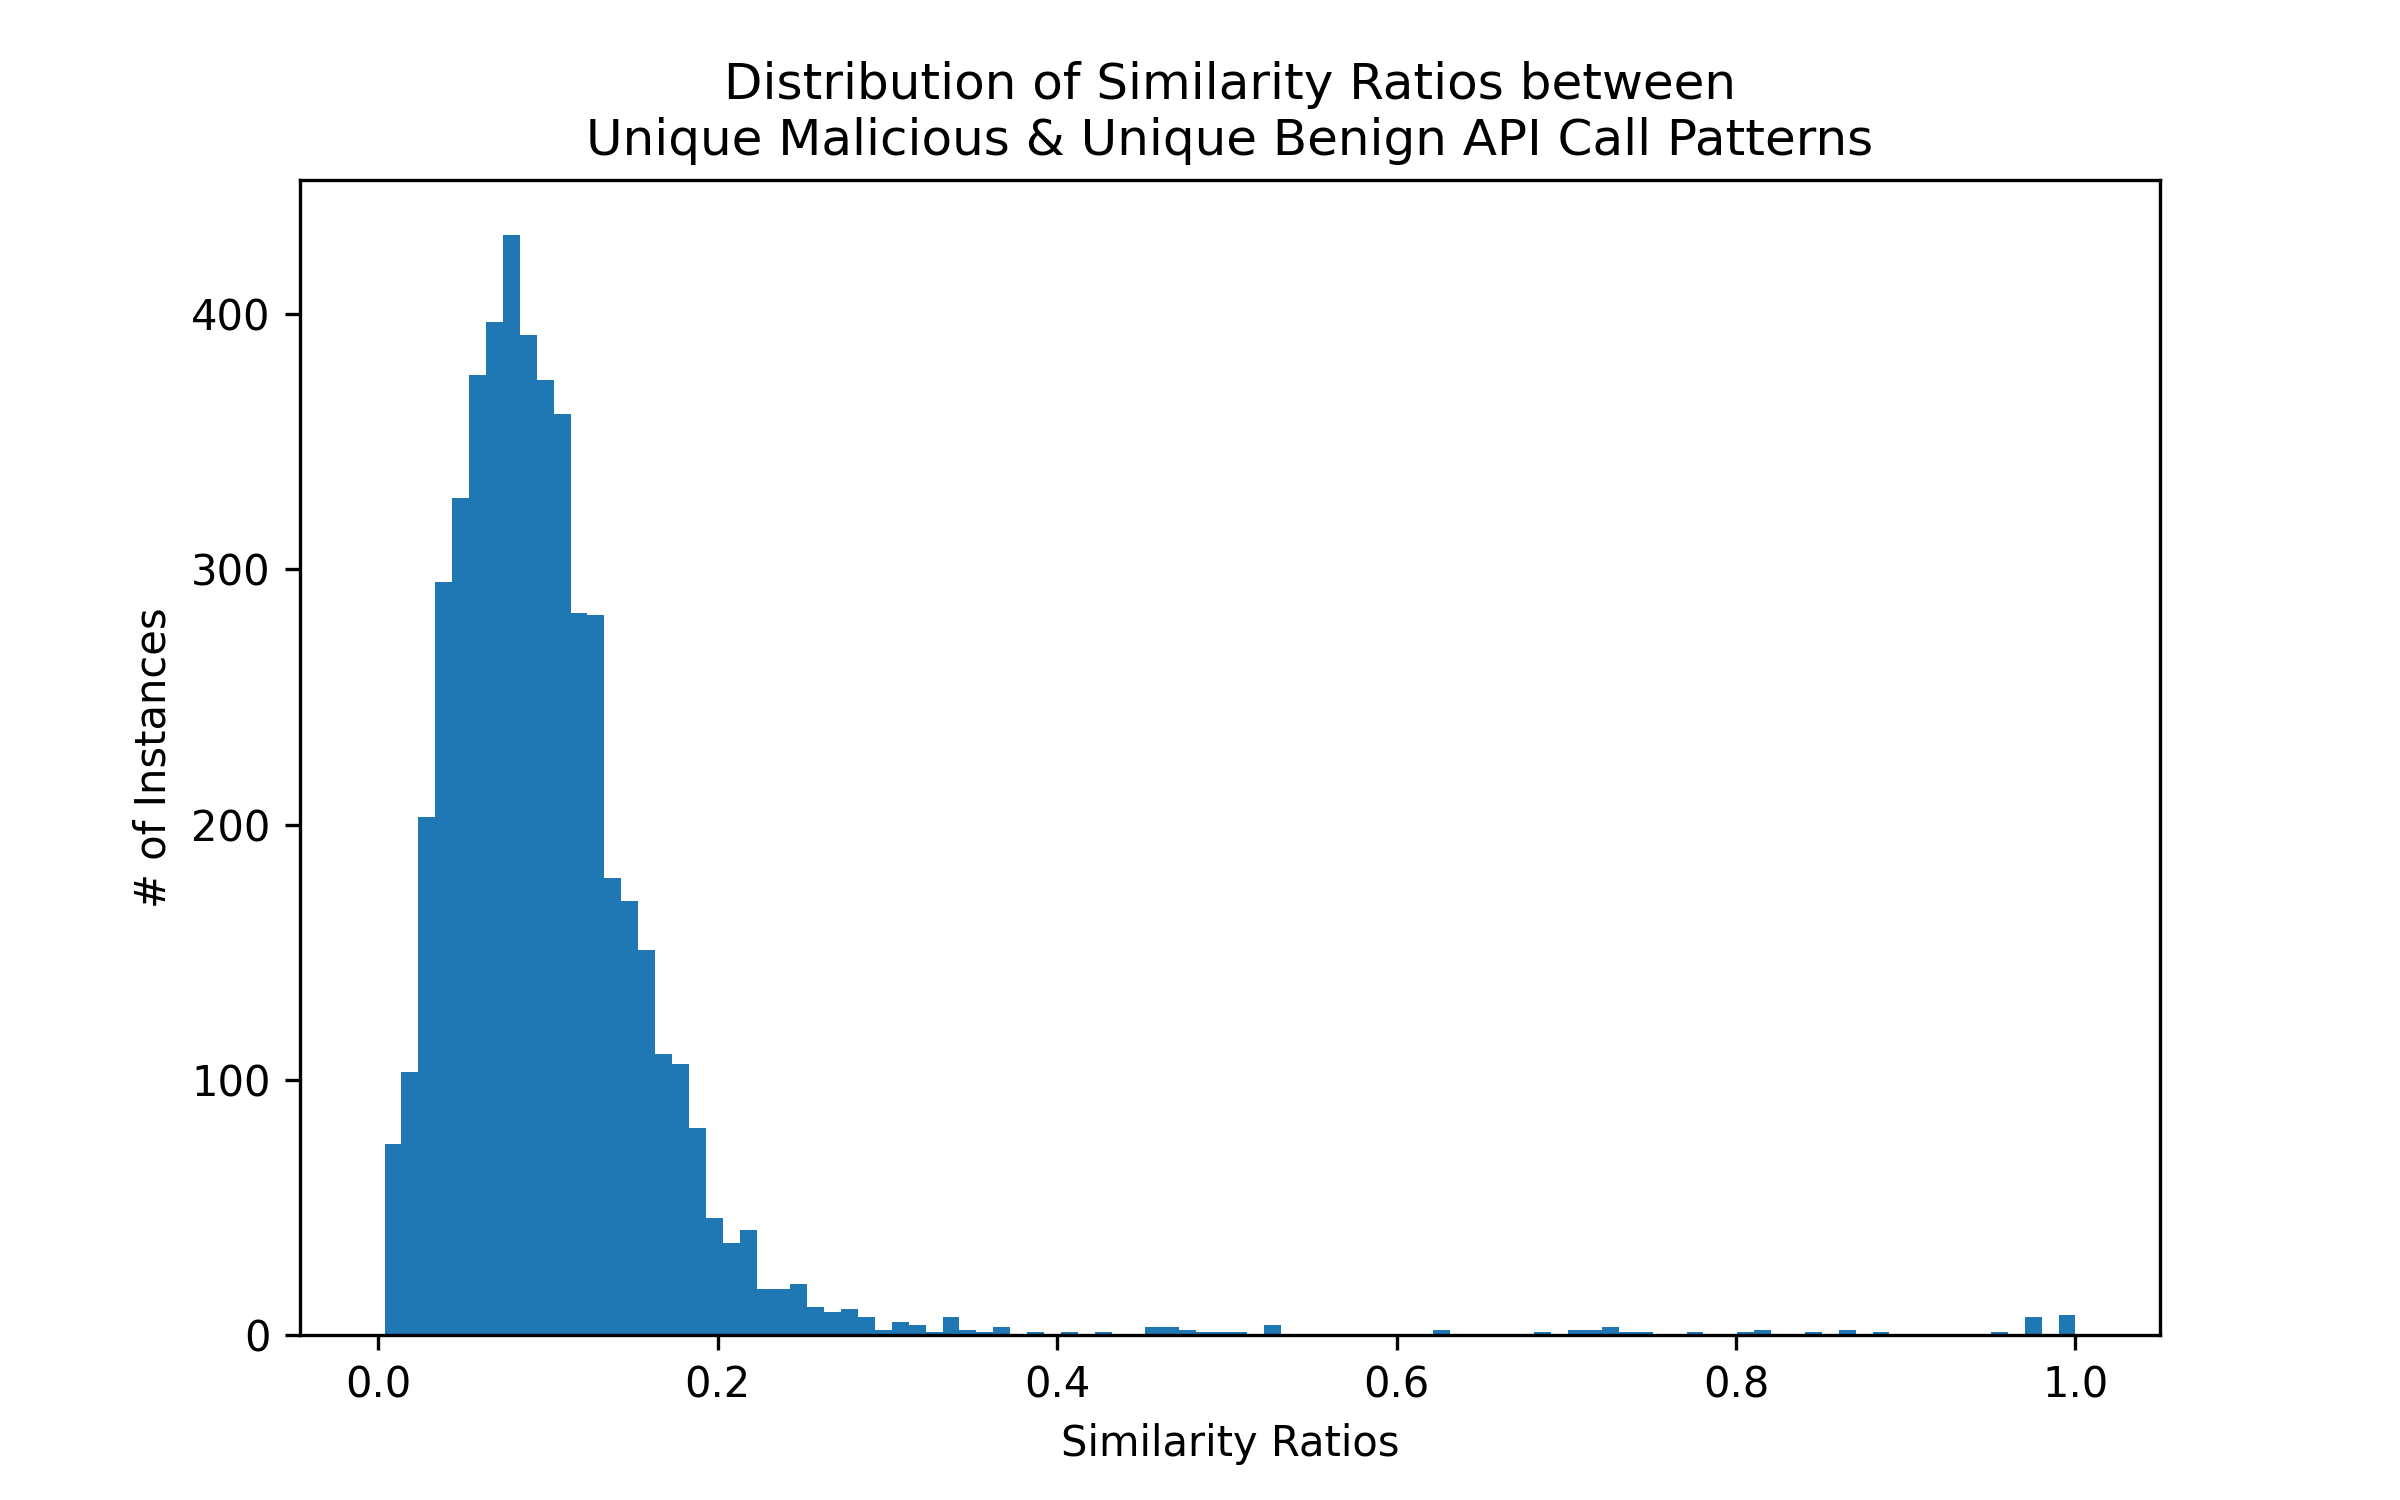 Distribution of Similarity Ratios between
Unique Malicious & Unique Benign API Call Patterns
# of Instances
400
300
200
100
0
0.0 0.2 0.4 0.6 0.8 1.0
Similarity Ratios